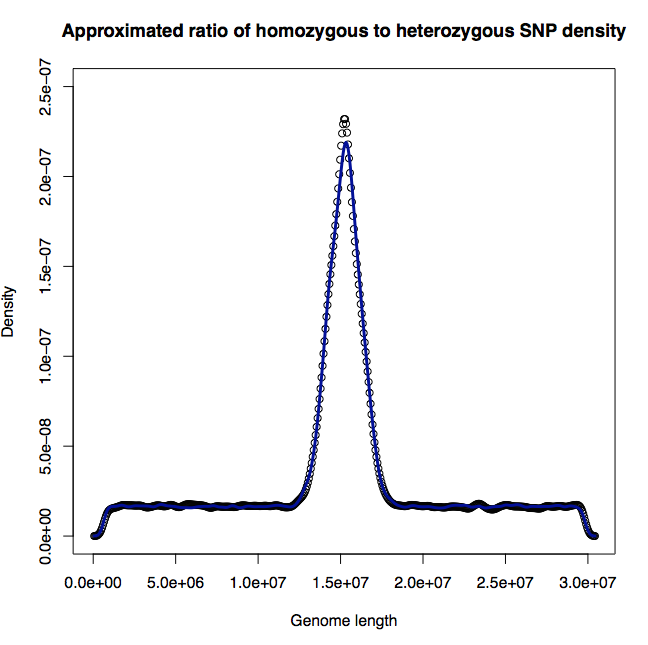 Approximated ratio of homozygous to heterozygous SNP density
2.5e−07
2.0e−07
1.5e−07
1.0e−07
5.0e−08
0.0e+00
Density
0.0e+00 5.0e+06 1.0e+07 1.5e+07 2.0e+07 2.5e+07 3.0e+07
Genome length